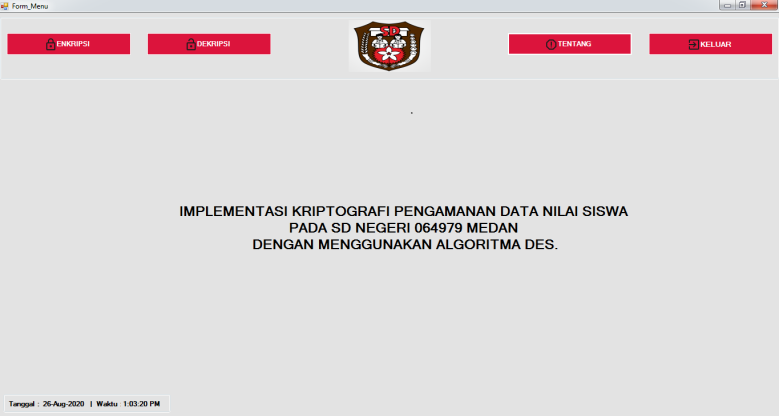 Form_Menu
ENKRIPSI
DEKRIPSI
SD
TENTANG
KELUAR
IMPLEMENTASI KRIPTOGRAFI PENGAMANAN DATA NILAI SISWA
PADA SD NEGERI 064979 MEDAN
DENGAN MENGGUNAKAN ALGORITMA DES.
Tanggal : 26-Aug-2020 | Waktu : 1:03:20 PM